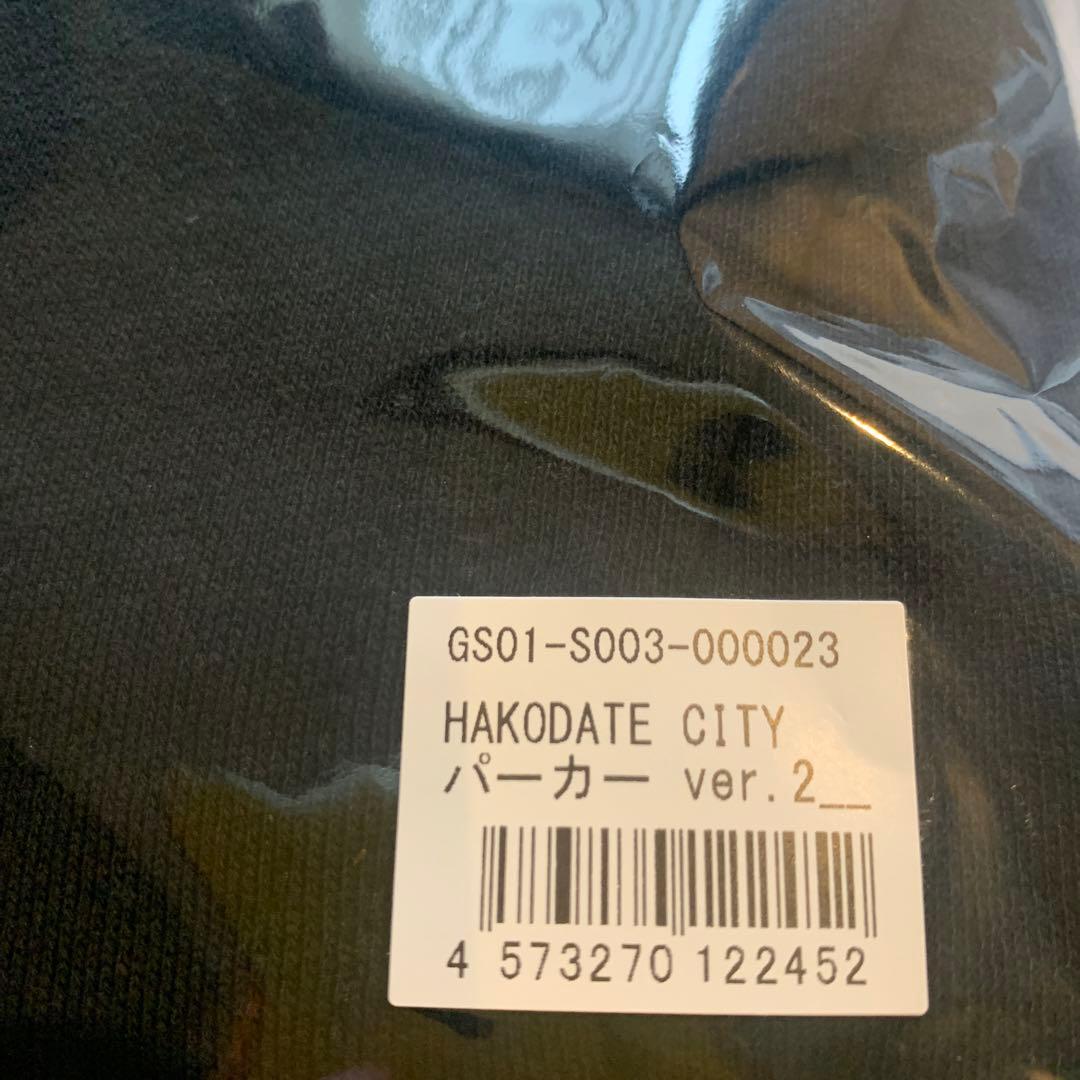 GS01-S003-000023
HAKODATE CITY
パーカー ver.2__
4 573270 122452